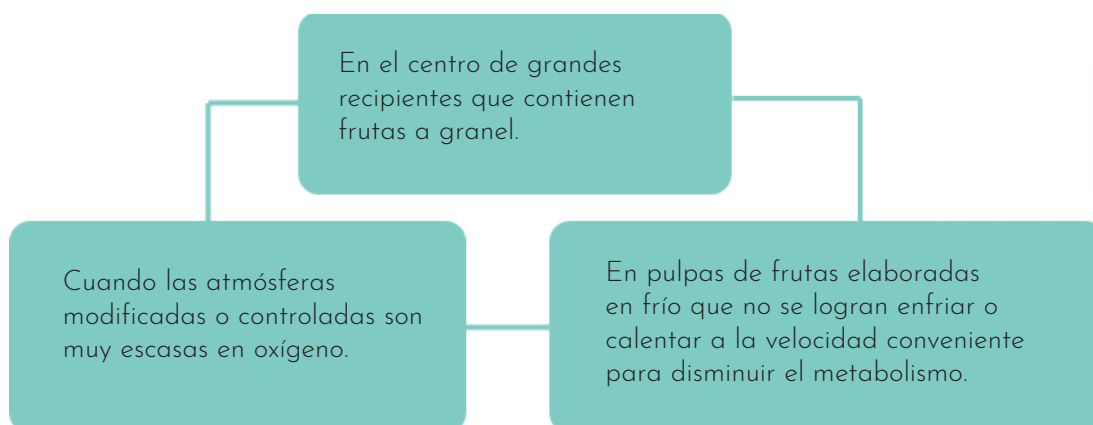 En el centro de grandes
recipientes que contienen
frutas a granel.
Cuando las atmósferas
modificadas o controladas son
muy escasas en oxígeno.
En pulpas de frutas elaboradas
en frío que no se logran enfriar o
calentar a la velocidad conveniente
para disminuir el metabolismo.